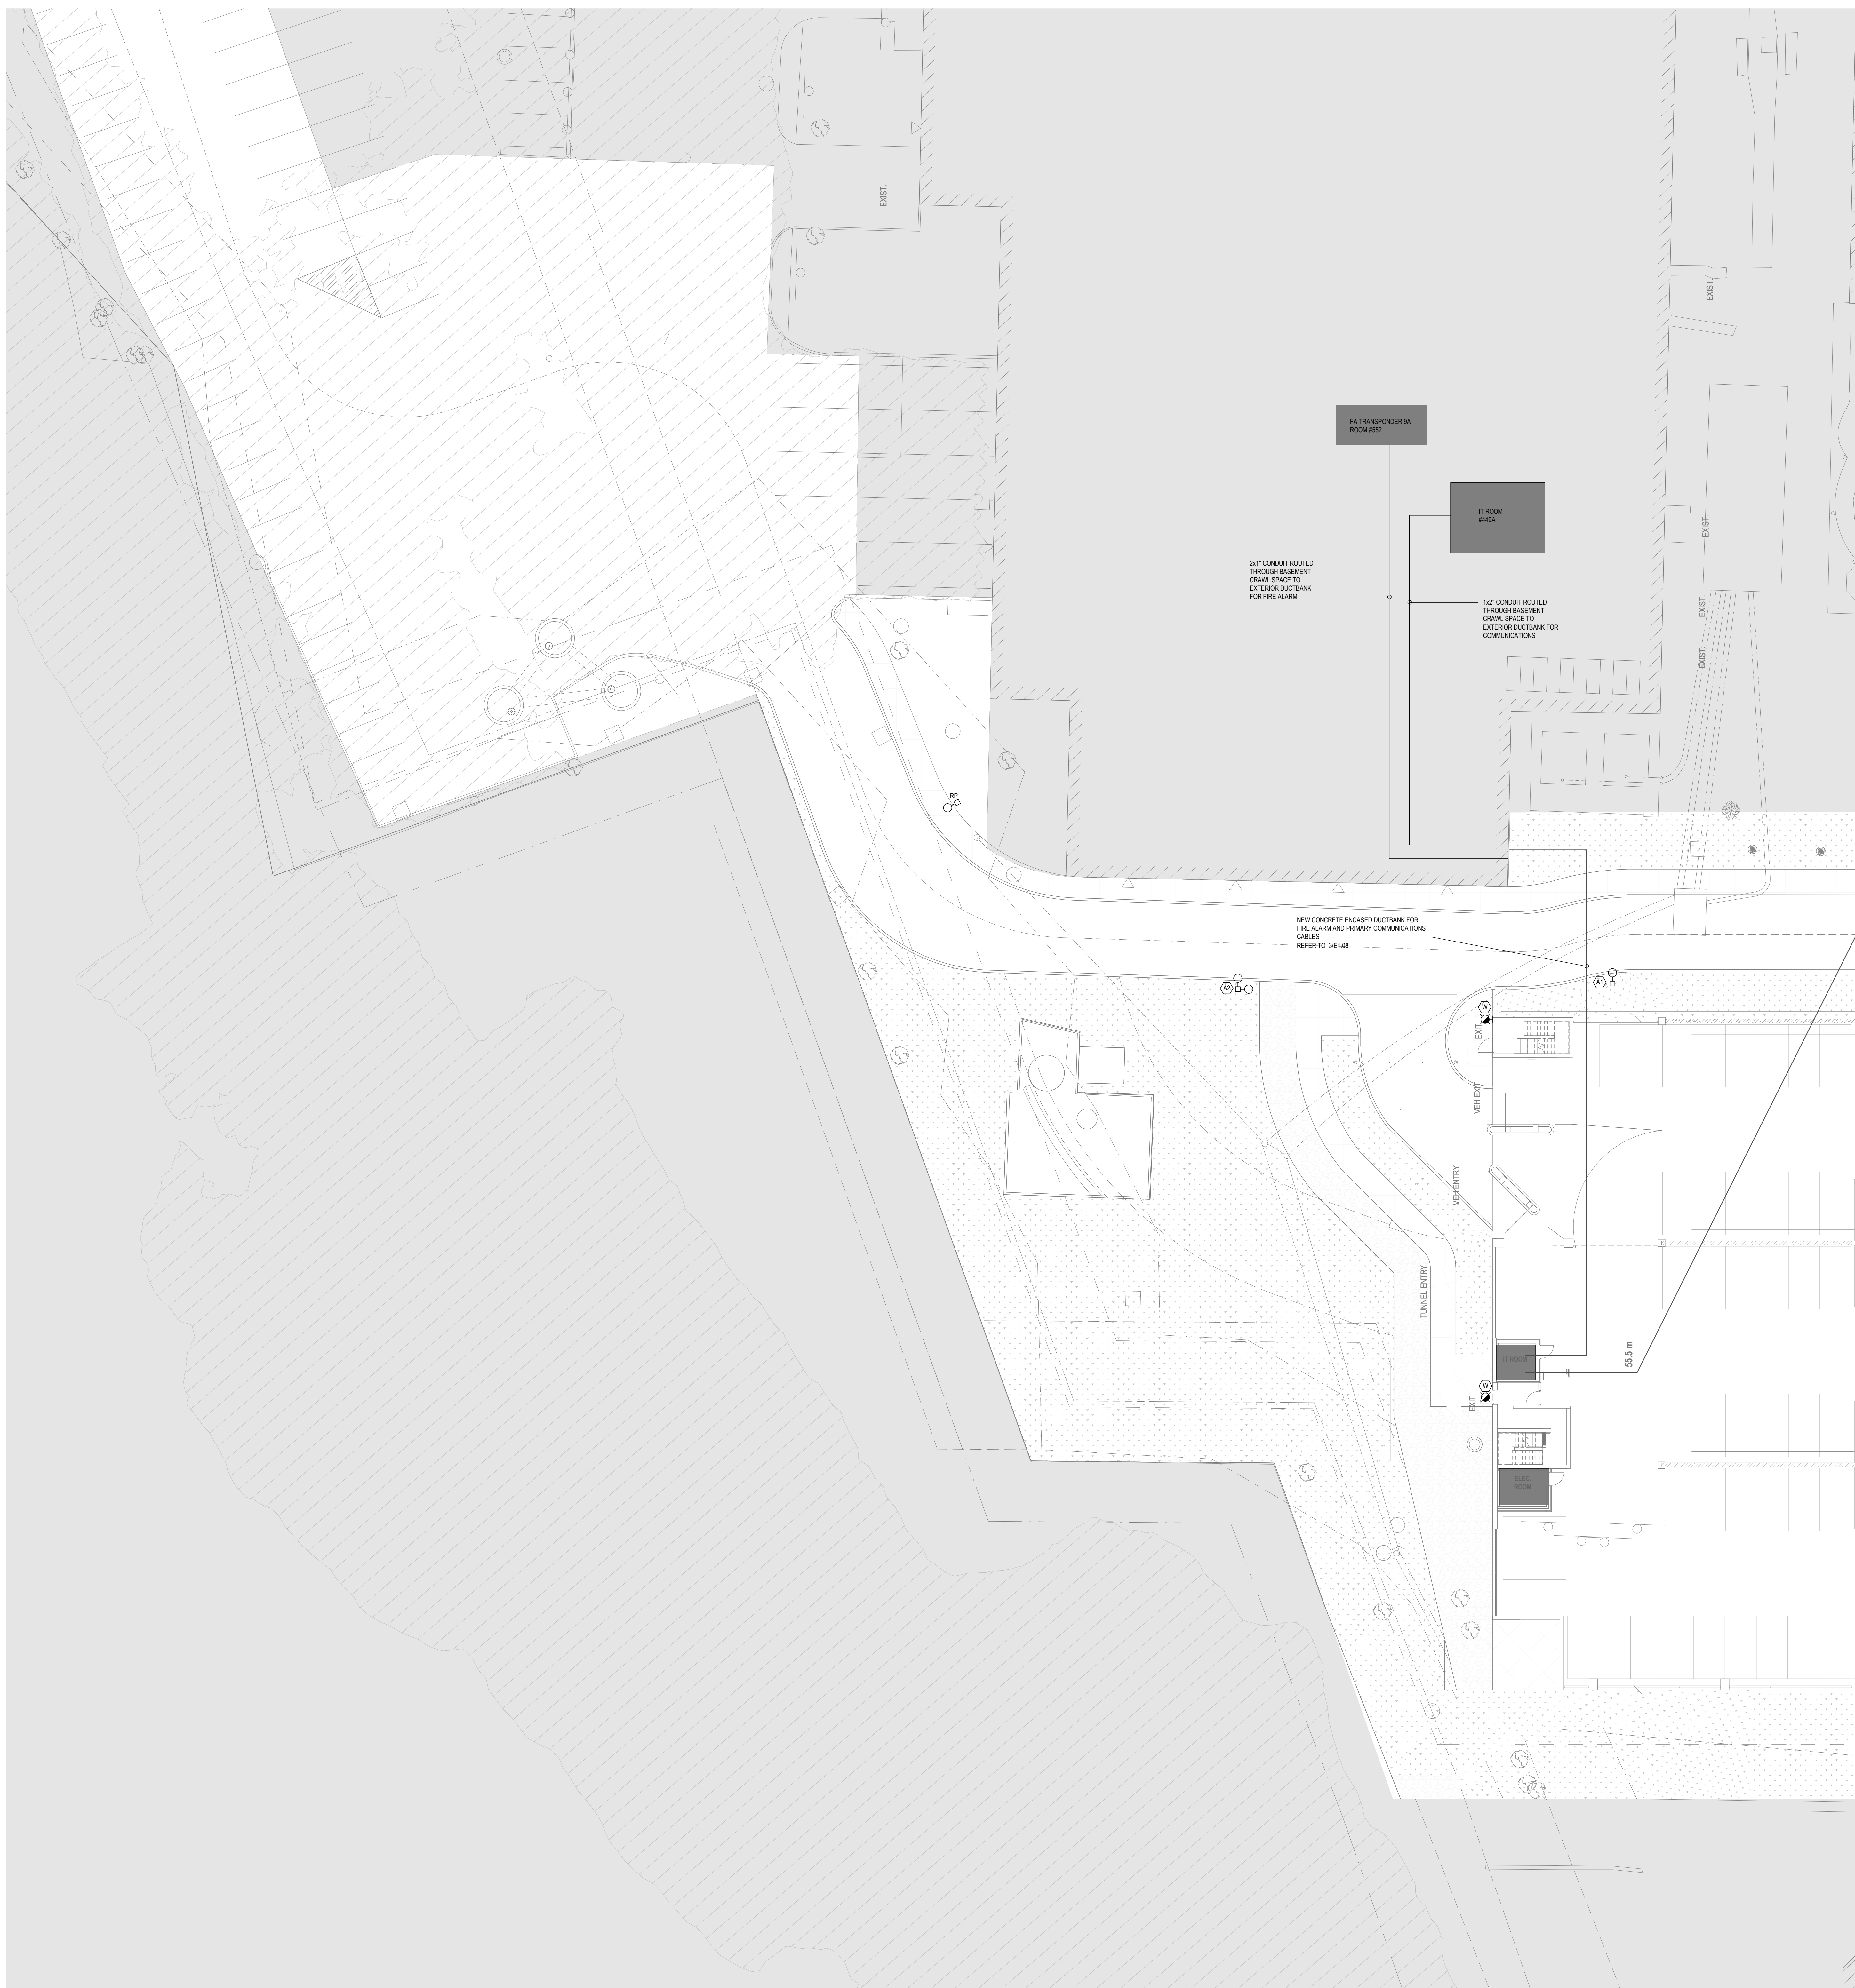 EXIST.
EXIST.
FA TRANSPONDER 9A
ROOM #552
IT ROOM
#449A
EXIST.
2x1" CONDUIT ROUTED
THROUGH BASEMENT
CRAWL SPACE TO
EXTERIOR DUCTBANK
FOR FIRE ALARM
1x2" CONDUIT ROUTED
THROUGH BASEMENT
CRAWL SPACE TO
EXTERIOR DUCTBANK FOR
COMMUNICATIONS
EXIST.
EXIST.
RP
NEW CONCRETE ENCASED DUCTBANK FOR
FIRE ALARM AND PRIMARY COMMUNICATIONS
CABLES
REFER TO 3/E1.08
A2
A1
W
EXIT
VEH EXIT
VEH ENTRY
TUNNEL ENTRY
IT ROOM
55.5 m
W
EXIT
ELEC.
ROOM